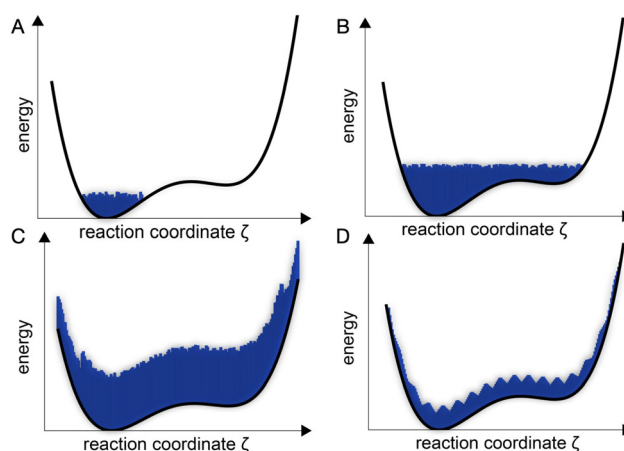 A
energy
reaction coordinate ζ
B
energy
reaction coordinate ζ
C
energy
reaction coordinate ζ
D
energy
reaction coordinate ζ